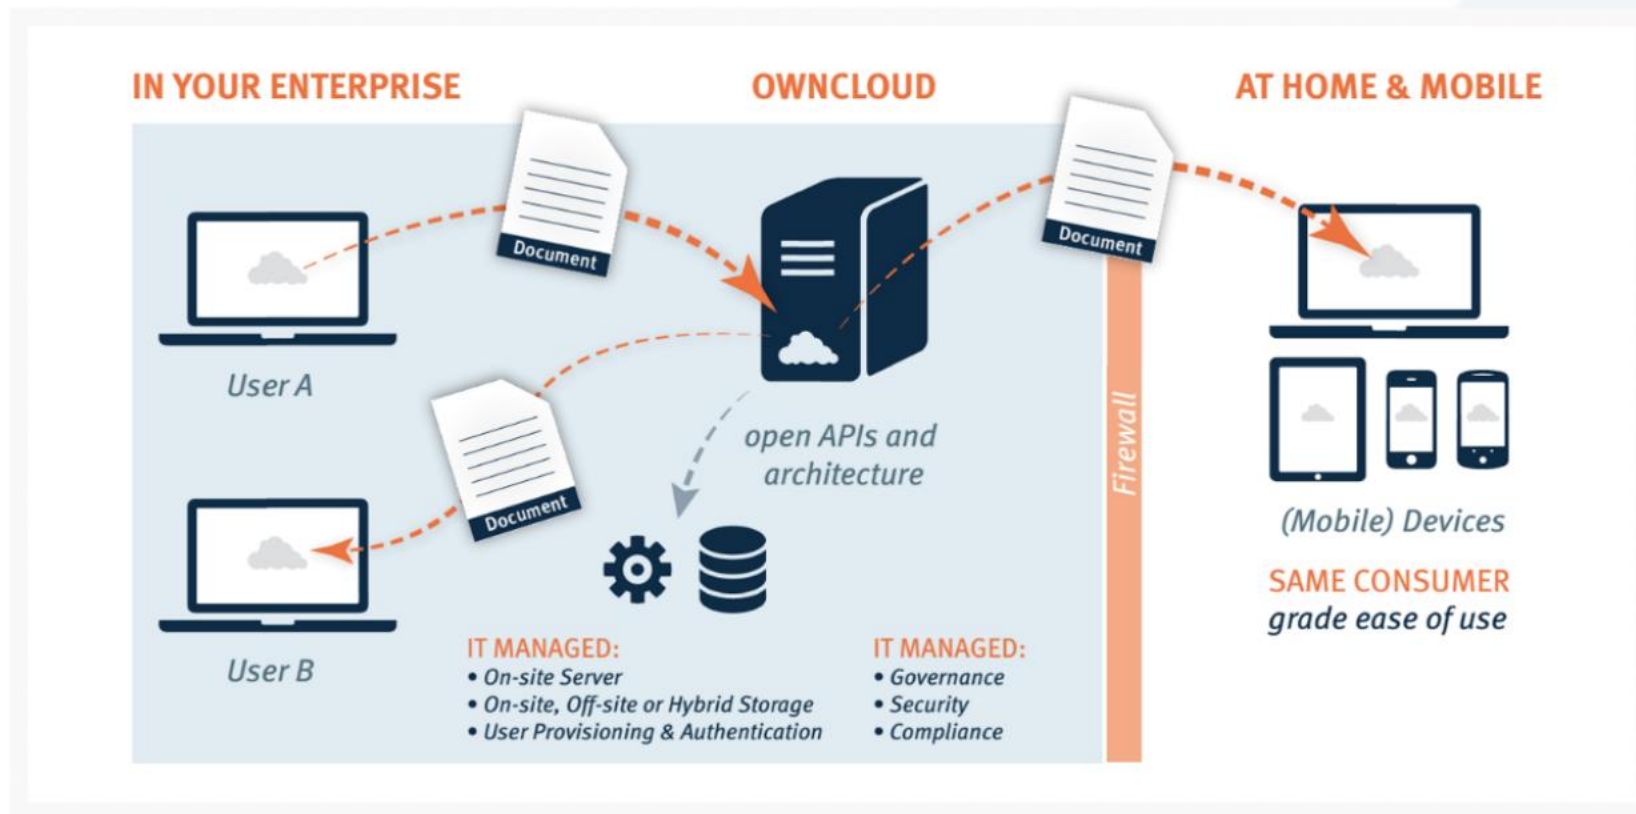 IN YOUR ENTERPRISE
OWNCLOUD
AT HOME & MOBILE
Document
Document
User A
open APIs and
architecture
Firewall
Document
User B
(Mobile) Devices
SAME CONSUMER
grade ease of use
IT MANAGED:
• On-site Server
• On-site, Off-site or Hybrid Storage
• User Provisioning & Authentication
IT MANAGED:
• Governance
• Security
• Compliance